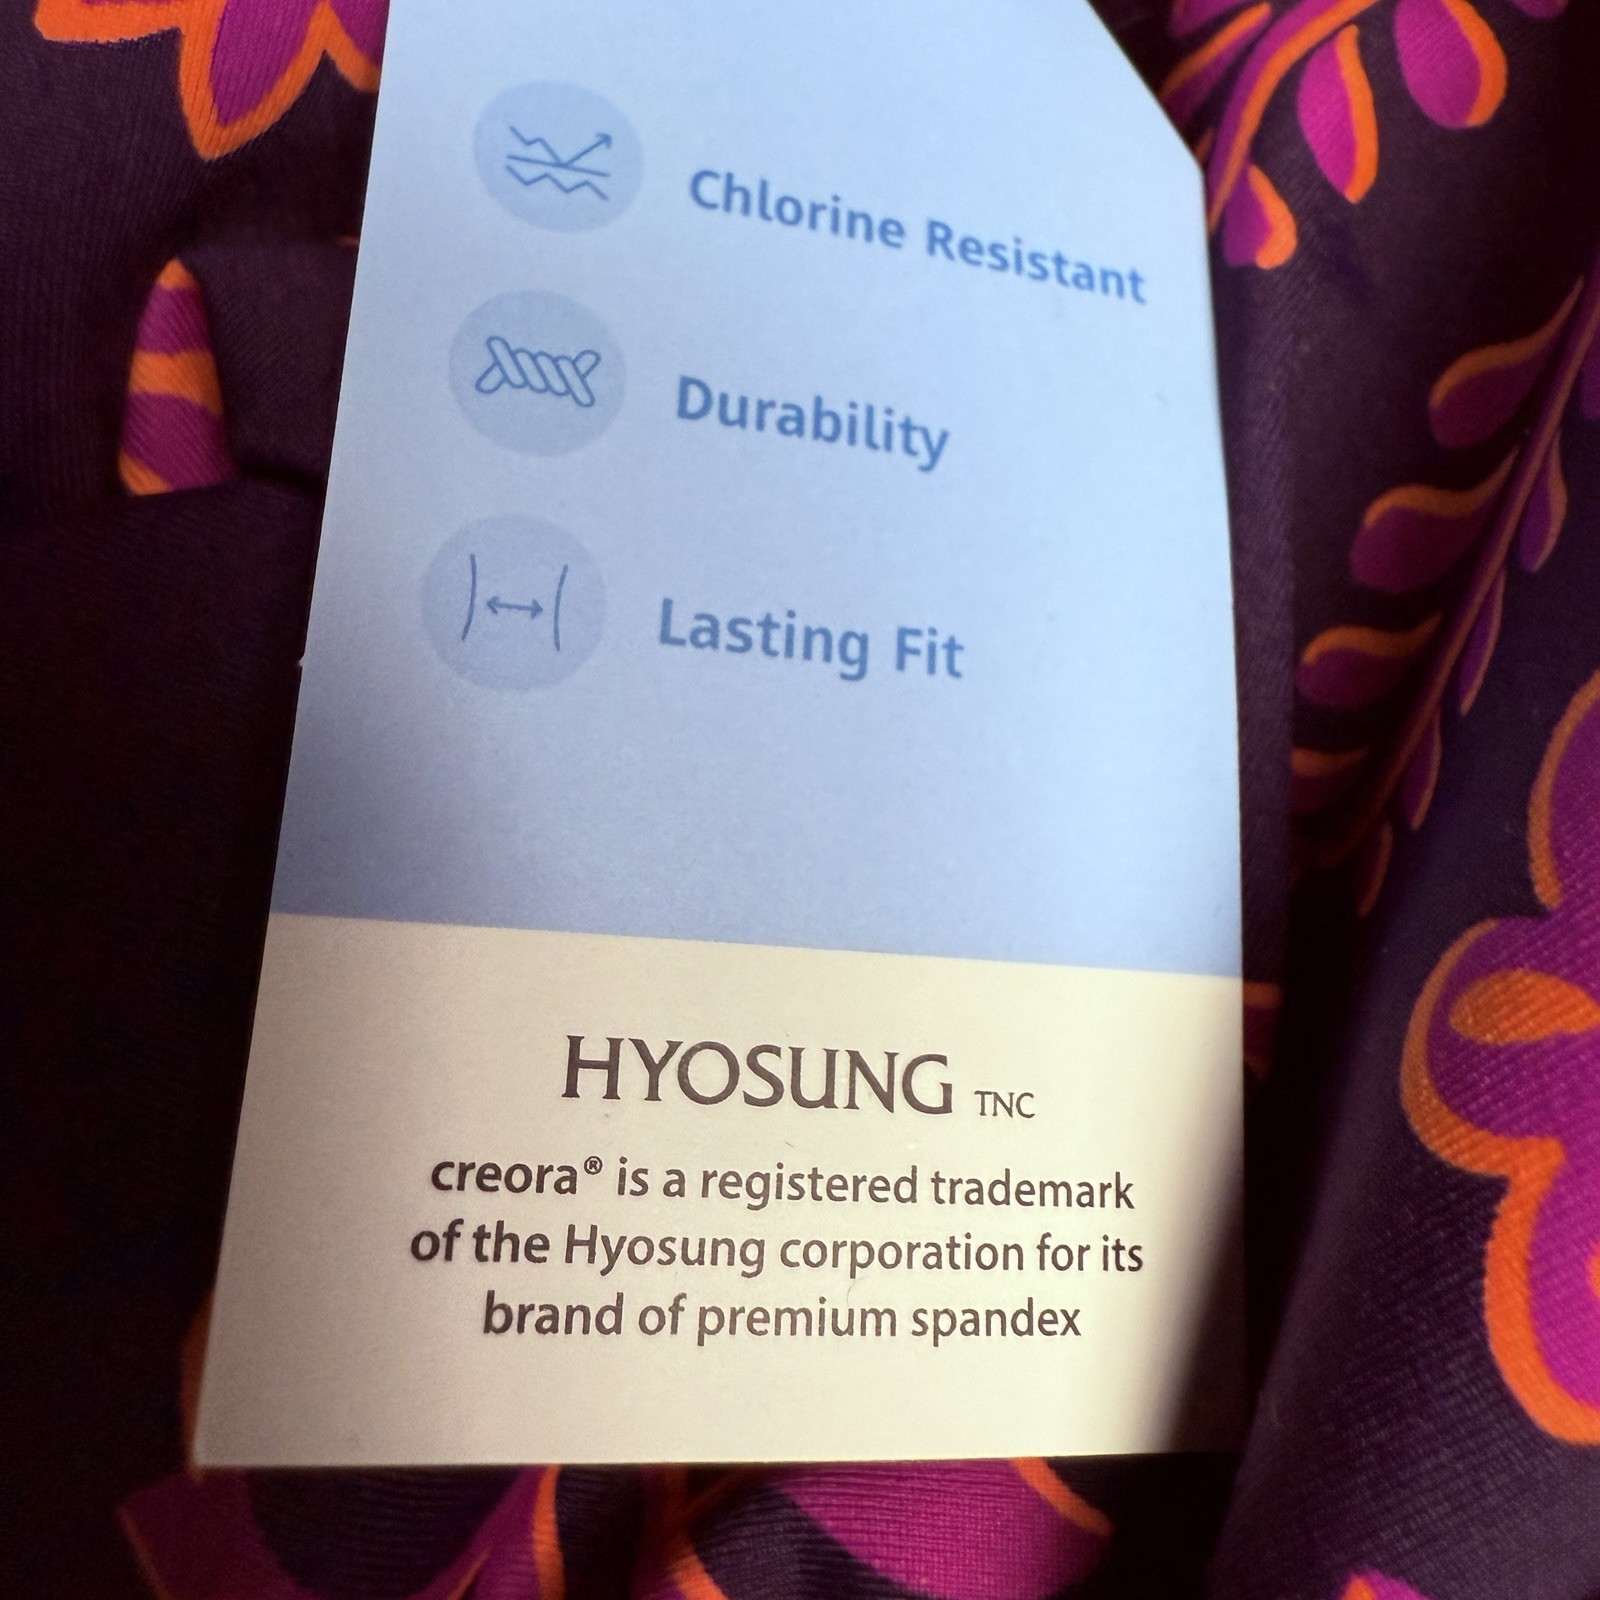 Chlorine Resistant
Durability
Lasting Fit
HYOSUNG TNC
creora® is a registered trademark
of the Hyosung corporation for its
brand of premium spandex